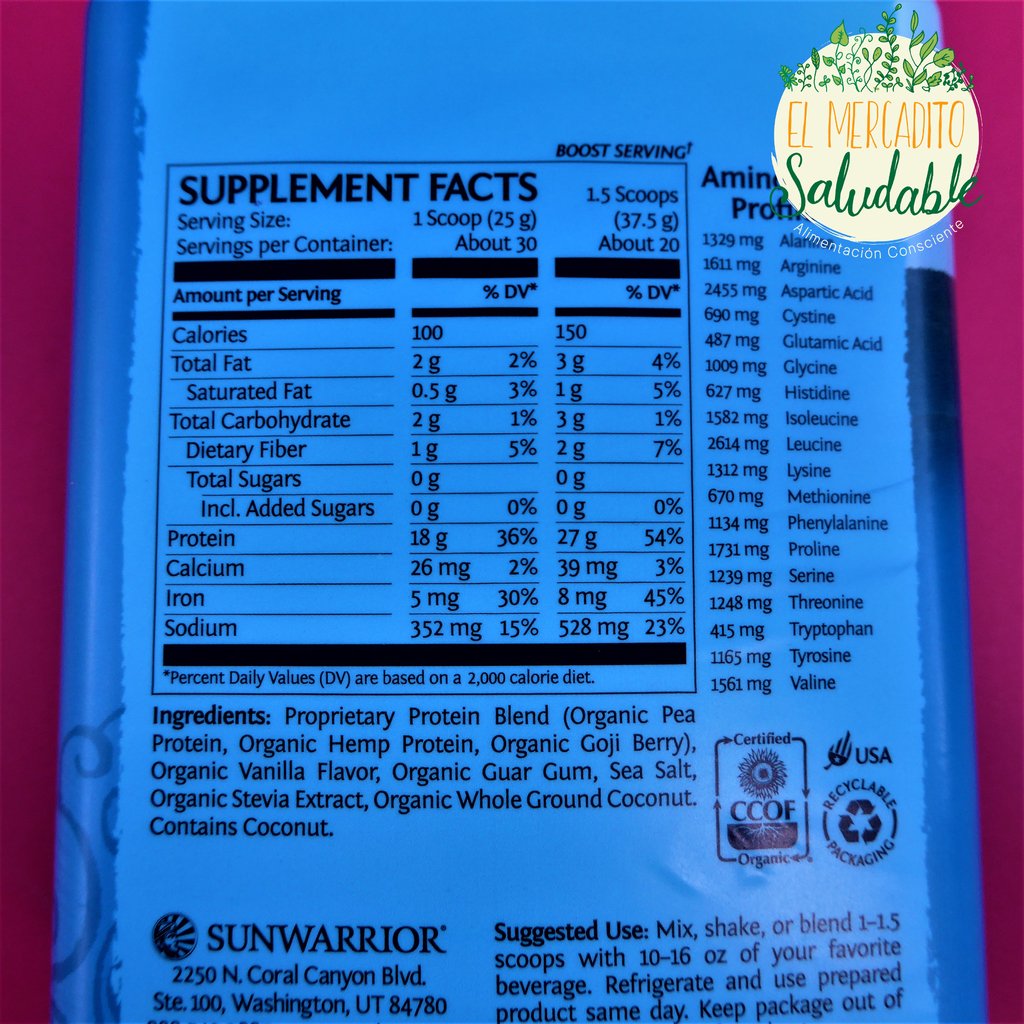 EL MERCADITO
Saludable
Alimentación Consciente
BOOST SERVING†
SUPPLEMENT FACTS
Serving Size: 1 Scoop (25 g) 1.5 Scoops (37.5 g)
Servings per Container: About 30 About 20
Amount per Serving % DV* % DV*
Calories 100 150
Total Fat 2 g 2% 3 g 4%
Saturated Fat 0.5 g 3% 1 g 5%
Total Carbohydrate 2 g 1% 3 g 1%
Dietary Fiber 1 g 5% 2 g 7%
Total Sugars 0 g 0 g
Incl. Added Sugars 0 g 0% 0 g 0%
Protein 18 g 36% 27 g 54%
Calcium 26 mg 2% 39 mg 3%
Iron 5 mg 30% 8 mg 45%
Sodium 352 mg 15% 528 mg 23%
*Percent Daily Values (DV) are based on a 2,000 calorie diet.
1329 mg
1611 mg Arginine
2455 mg Aspartic Acid
690 mg Cystine
487 mg Glutamic Acid
1009 mg Glycine
627 mg Histidine
1582 mg Isoleucine
2614 mg Leucine
1312 mg Lysine
670 mg Methionine
1134 mg Phenylalanine
1731 mg Proline
1239 mg Serine
1248 mg Threonine
415 mg Tryptophan
1165 mg Tyrosine
1561 mg Valine
Ingredients: Proprietary Protein Blend (Organic Pea
Protein, Organic Hemp Protein, Organic Goji Berry),
Organic Vanilla Flavor, Organic Guar Gum, Sea Salt,
Organic Stevia Extract, Organic Whole Ground Coconut.
Contains Coconut.
Certified
CCOF
Organic
USA
RECYCLABLE
PACKAGING
SUNWARRIOR®
2250 N. Coral Canyon Blvd.
Ste. 100, Washington, UT 84780
Suggested Use: Mix, shake, or blend 1–1.5
scoops with 10–16 oz of your favorite
beverage. Refrigerate and use prepared
product same day. Keep package out of